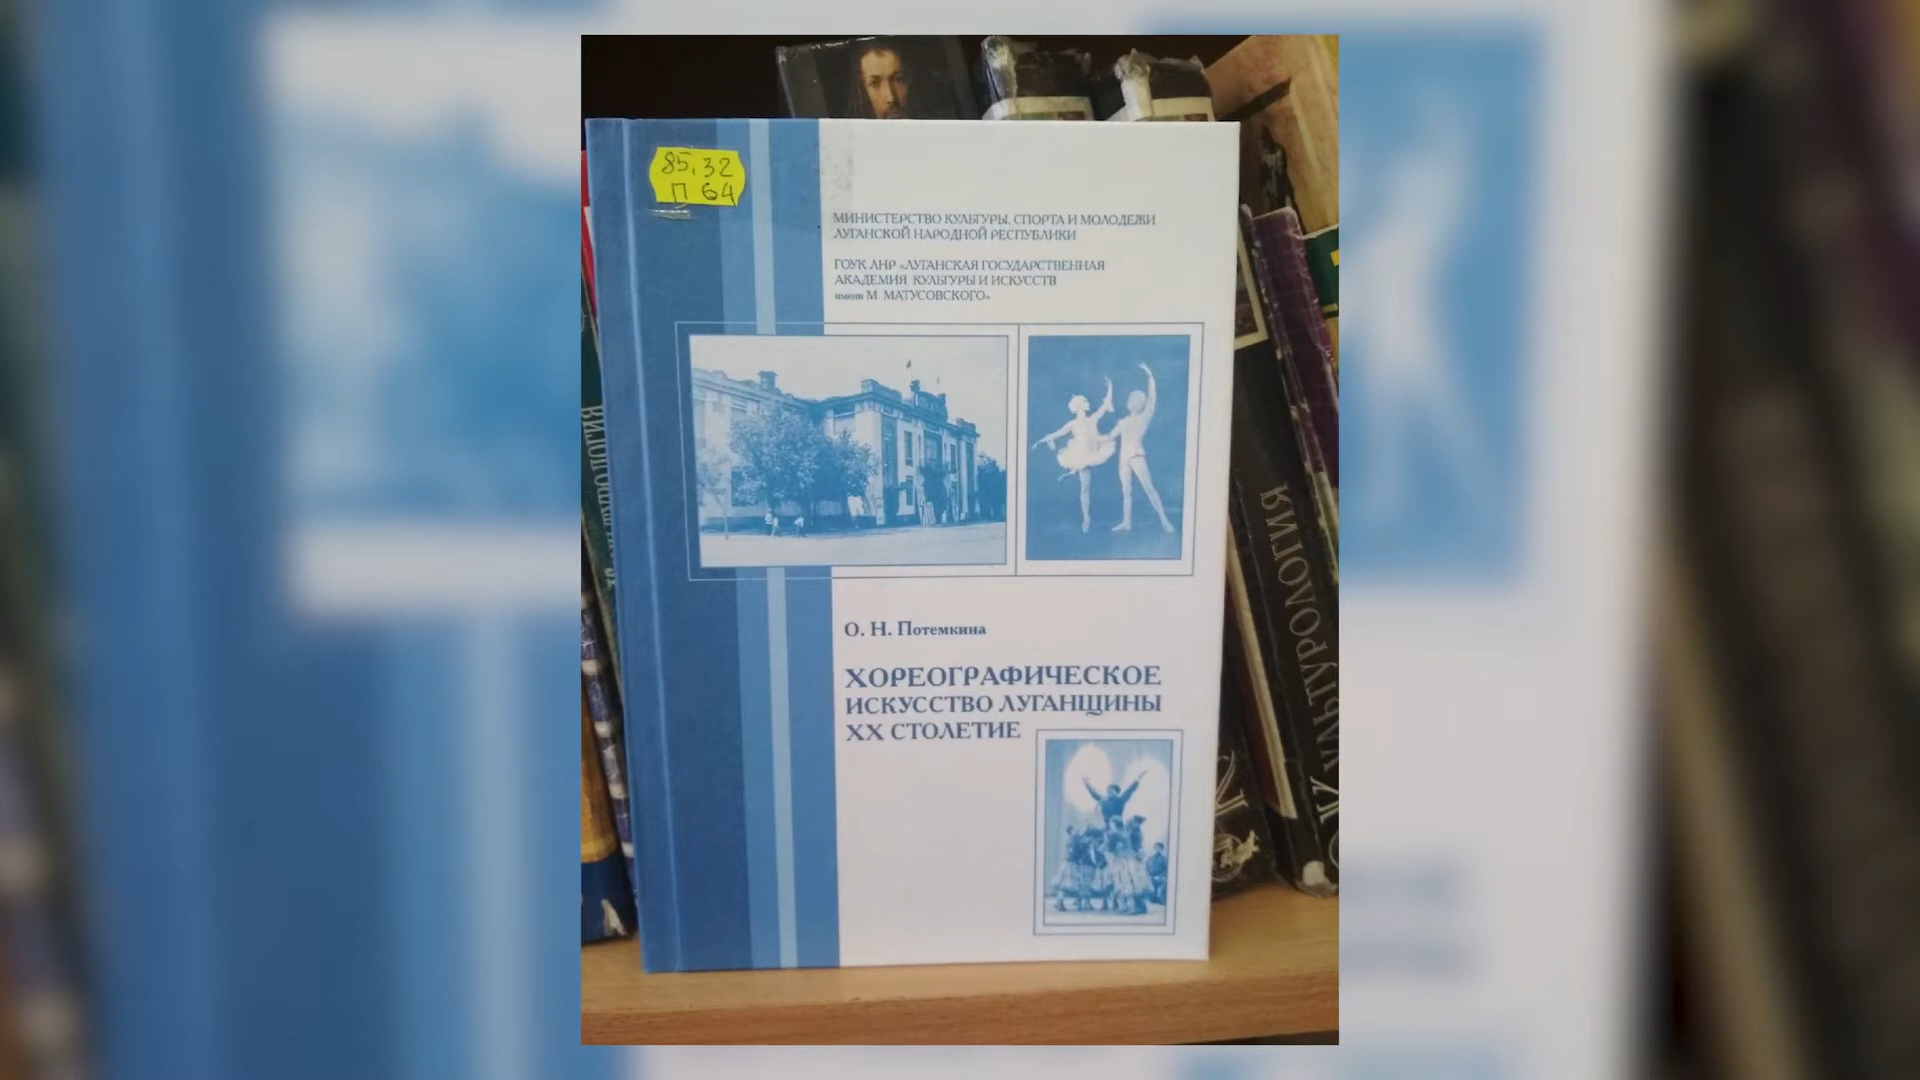 85.32
П 64
МИНИСТЕРСТВО КУЛЬТУРЫ, СПОРТА И МОЛОДЕЖИ
ЛУГАНСКОЙ НАРОДНОЙ РЕСПУБЛИКИ
ГОУК ЛНР «ЛУГАНСКАЯ ГОСУДАРСТВЕННАЯ
АКАДЕМИЯ КУЛЬТУРЫ И ИСКУССТВ
имени М. МАТУСОВСКОГО»
О. Н. Потемкина
ХОРЕОГРАФИЧЕСКОЕ
ИСКУССТВО ЛУГАНЩИНЫ
XX СТОЛЕТИЕ
КУЛЬТУРОЛОГИЯ